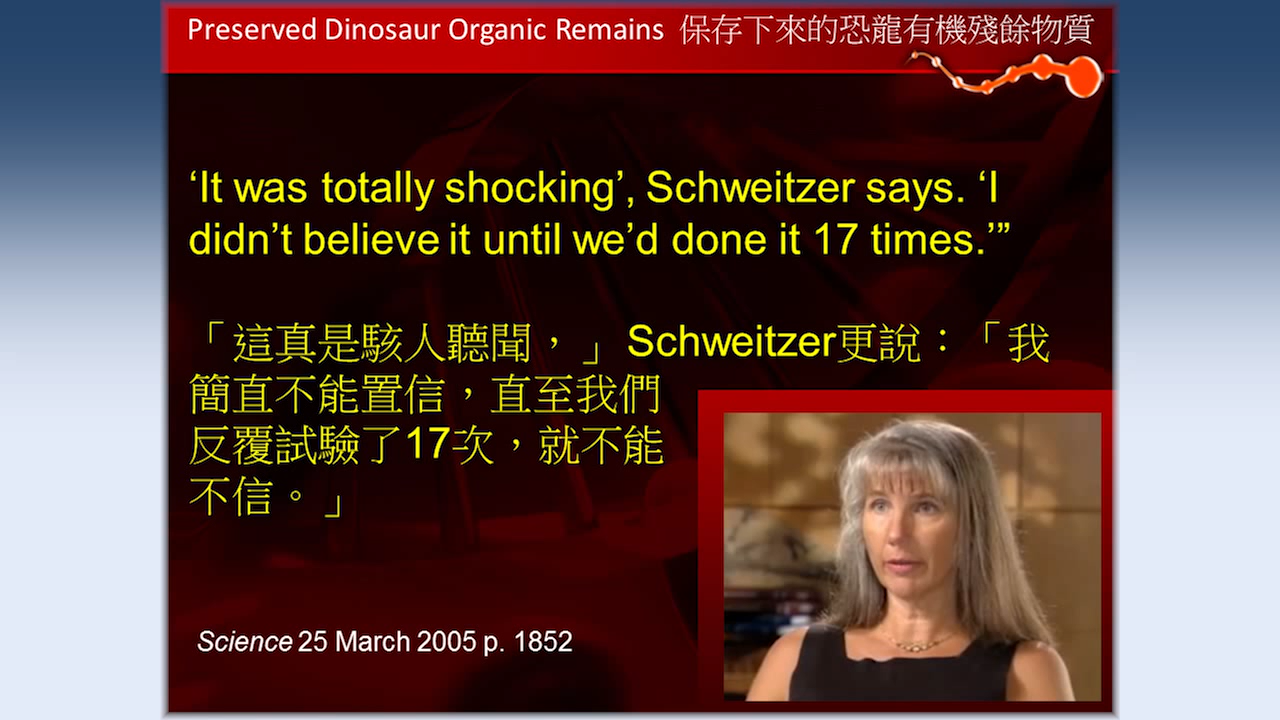 Preserved Dinosaur Organic Remains 保存下來的恐龍有機殘餘物質
‘It was totally shocking’, Schweitzer says. ‘I
didn’t believe it until we’d done it 17 times.’”
「這真是駭人聽聞，」Schweitzer更說：「我
簡直不能置信，直至我們
反覆試驗了17次，就不能
不信。」
Science 25 March 2005 p. 1852